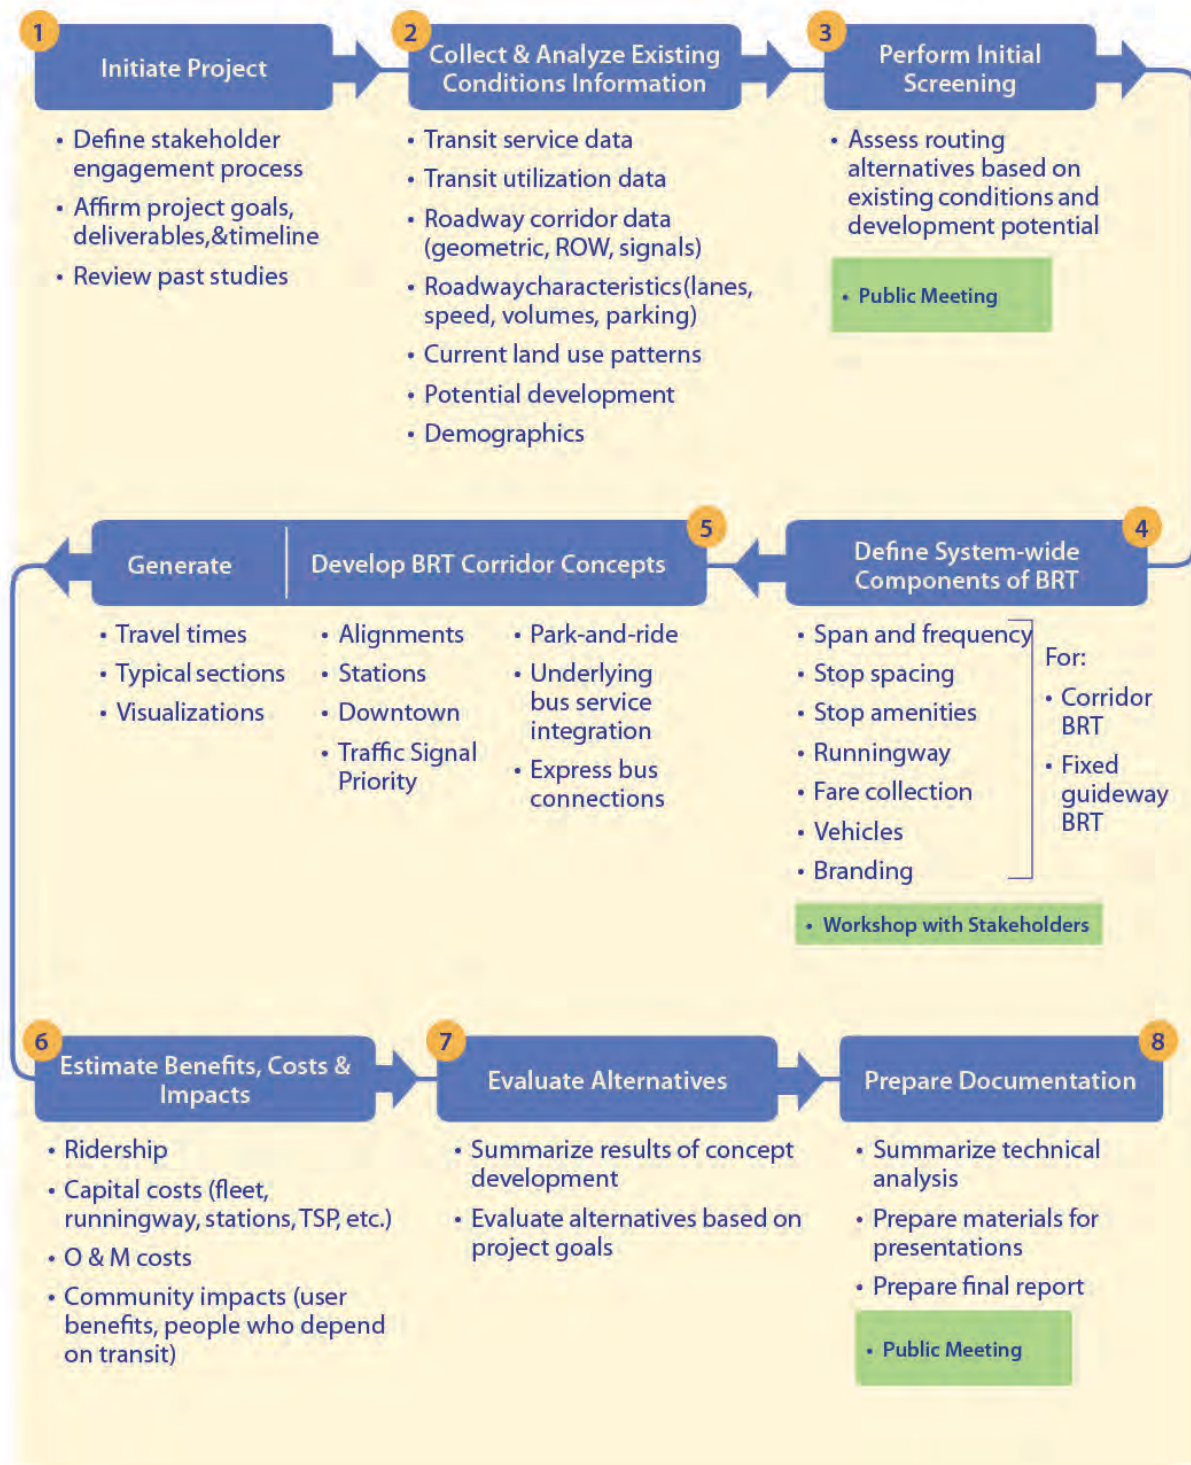 1
Initiate Project
• Define stakeholder
engagement process
• Affirm project goals,
deliverables,&timeline
• Review past studies
2
Collect & Analyze Existing
Conditions Information
• Transit service data
• Transit utilization data
• Roadway corridor data
(geometric, ROW, signals)
• Roadwaycharacteristics(lanes,
speed, volumes, parking)
• Current land use patterns
• Potential development
• Demographics
3
Perform Initial
Screening
• Assess routing
alternatives based on
existing conditions and
development potential
• Public Meeting
4
Define System-wide
Components of BRT
• Span and frequency
• Stop spacing
• Stop amenities
• Runningway
• Fare collection
• Vehicles
• Branding
For:
• Corridor
BRT
• Fixed
guideway
BRT
• Workshop with Stakeholders
5
Generate
• Travel times
• Typical sections
• Visualizations
Develop BRT Corridor Concepts
• Alignments
• Stations
• Downtown
• Traffic Signal
Priority
• Park-and-ride
• Underlying
bus service
integration
• Express bus
connections
6
Estimate Benefits, Costs &
Impacts
• Ridership
• Capital costs (fleet,
runningway, stations, TSP, etc.)
• O & M costs
• Community impacts (user
benefits, people who depend
on transit)
7
Evaluate Alternatives
• Summarize results of concept
development
• Evaluate alternatives based on
project goals
8
Prepare Documentation
• Summarize technical
analysis
• Prepare materials for
presentations
• Prepare final report
• Public Meeting